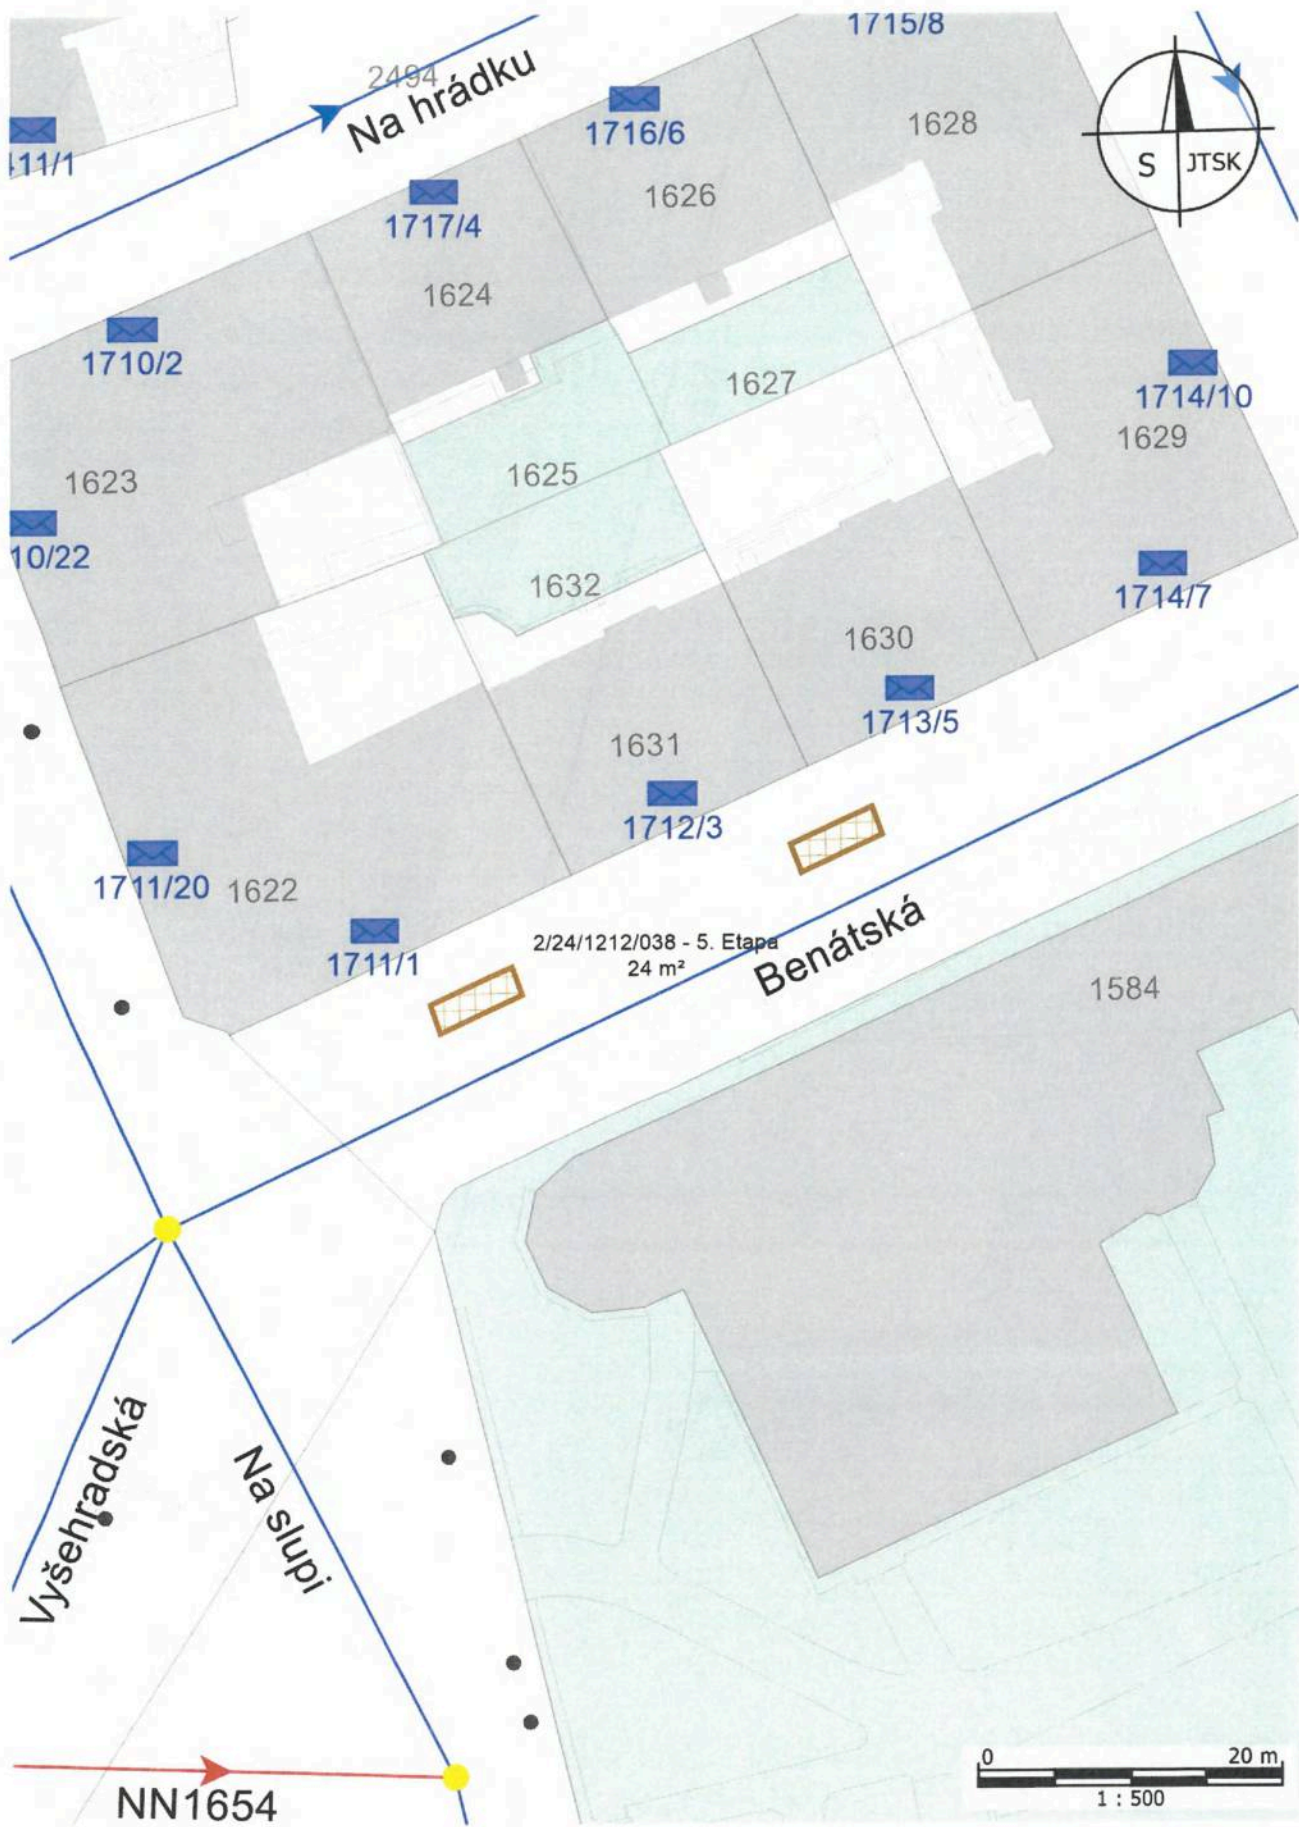 1715/8
2494
Na hrádku
1716/6
1628
S JTSK
411/1
1626
1717/4
1624
1710/2
1627
1714/10
1629
1625
1623
10/22
1632
1714/7
1630
1713/5
1631
1712/3
1711/20
1622
1711/1
2/24/1212/038 - 5. Etapa
24 m²
Benátská
1584
Vyšehradská
Na slupi
NN1654
0 20 m
1 : 500